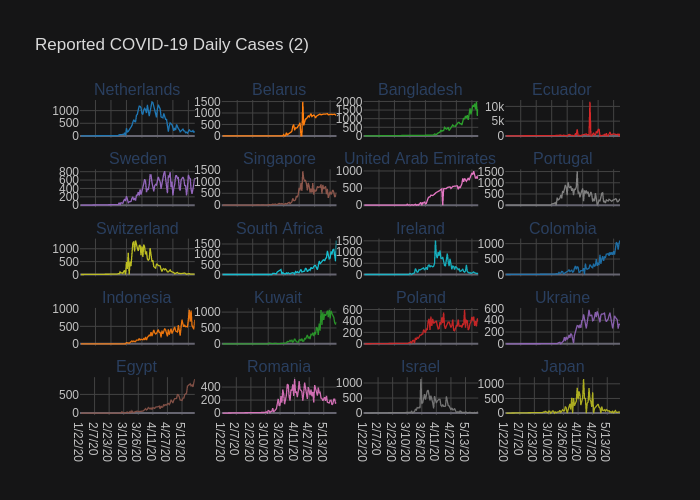 Reported COVID-19 Daily Cases (2)
Netherlands Belarus Bangladesh Ecuador
1000 500 0 1500 1000 500 0 2000 1500 1000 500 0 10k 5k 0
Sweden Singapore United Arab Emirates Portugal
800 600 400 200 0 1500 1000 500 0 1000 500 0 1500 1000 500 0
Switzerland South Africa Ireland Colombia
1000 500 0 1500 1000 500 0 1500 1000 500 0 1000 500 0
Indonesia Kuwait Poland Ukraine
1000 500 0 1000 500 0 600 400 200 0 600 400 200 0
Egypt Romania Israel Japan
500 0 400 200 0 1000 500 0 1000 500 0
1/22/20 2/7/20 2/23/20 3/10/20 3/26/20 4/11/20 4/27/20 5/13/20 1/22/20 2/7/20 2/23/20 3/10/20 3/26/20 4/11/20 4/27/20 5/13/20 1/22/20 2/7/20 2/23/20 3/10/20 3/26/20 4/11/20 4/27/20 5/13/20 1/22/20 2/7/20 2/23/20 3/10/20 3/26/20 4/11/20 4/27/20 5/13/20